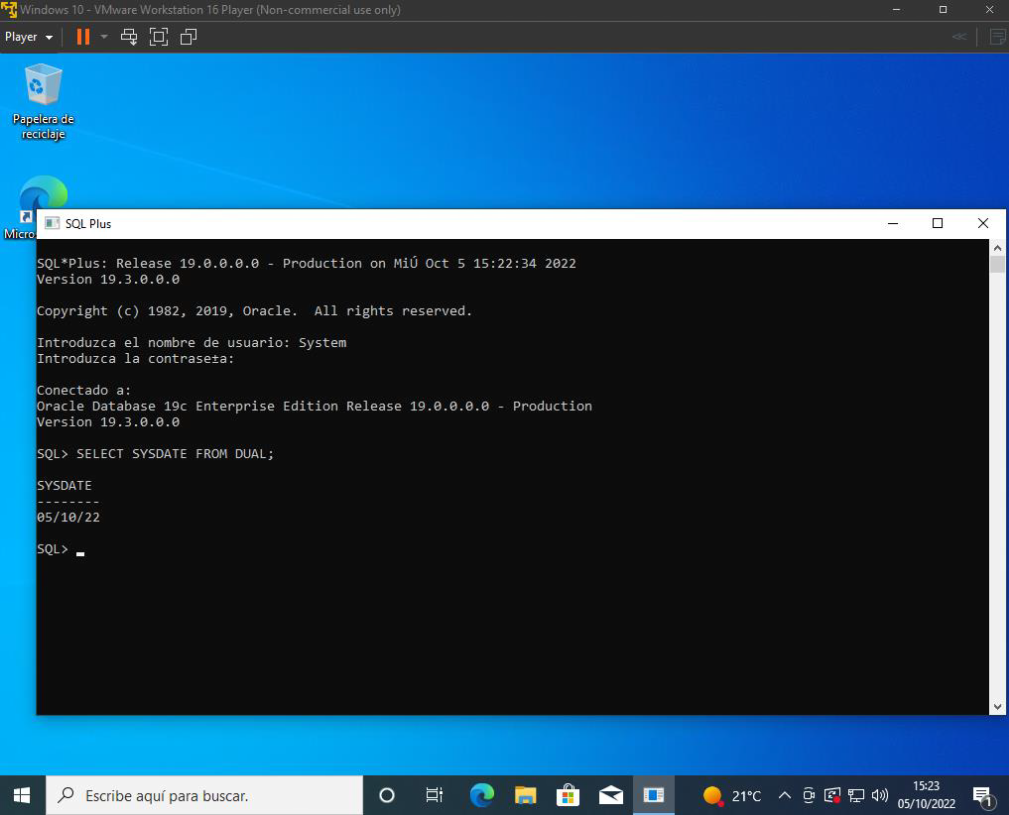 Windows 10 - VMware Workstation 16 Player (Non-commercial use only)
Player
Papelera de
reciclaje
Micro
SQL Plus
SQL*Plus: Release 19.0.0.0.0 - Production on MiÚ Oct 5 15:22:34 2022
Version 19.3.0.0.0
Copyright (c) 1982, 2019, Oracle.  All rights reserved.
Introduzca el nombre de usuario: System
Introduzca la contrase±a:
Conectado a:
Oracle Database 19c Enterprise Edition Release 19.0.0.0.0 - Production
Version 19.3.0.0.0
SQL> SELECT SYSDATE FROM DUAL;
SYSDATE
--------
05/10/22
SQL>
Escribe aquí para buscar.
21°C
15:23
05/10/2022
1